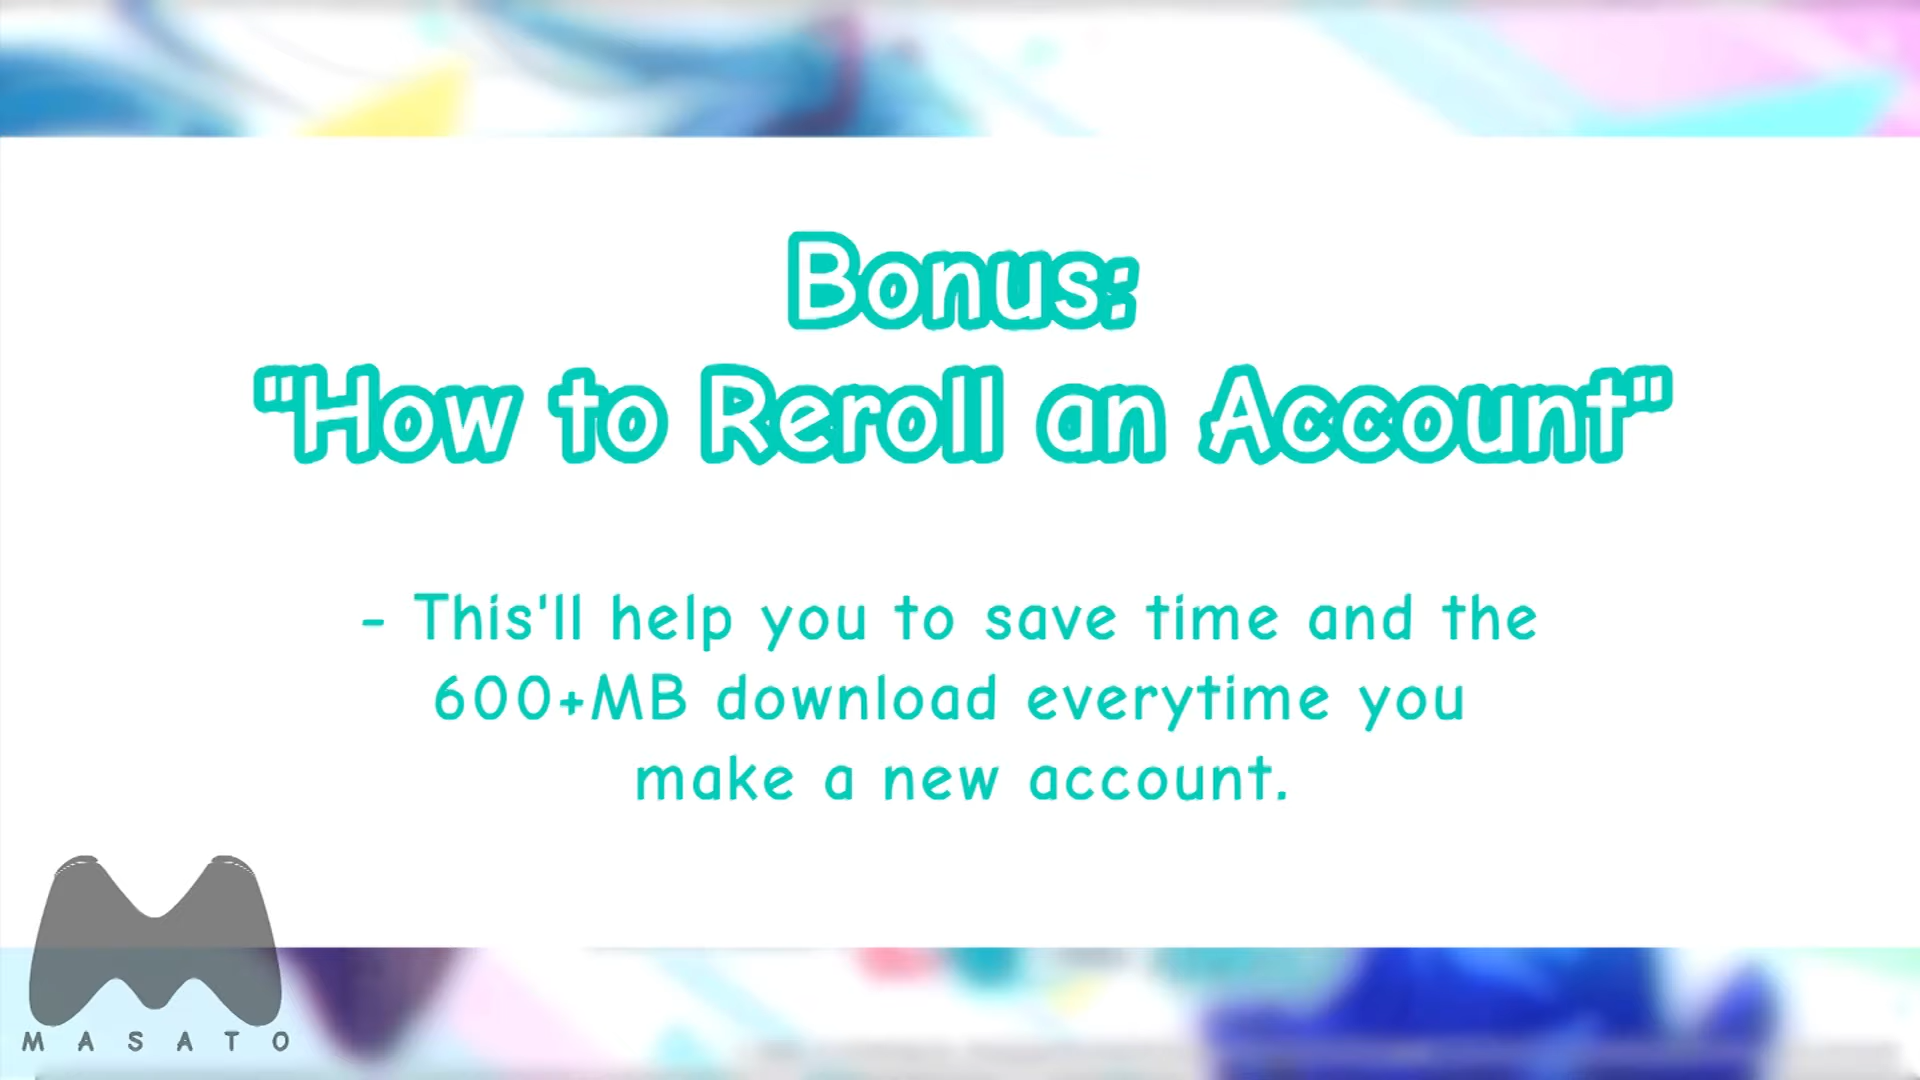 Bonus:
"How to Reroll an Account"
- This'll help you to save time and the
600+MB download everytime you
make a new account.
MASATO